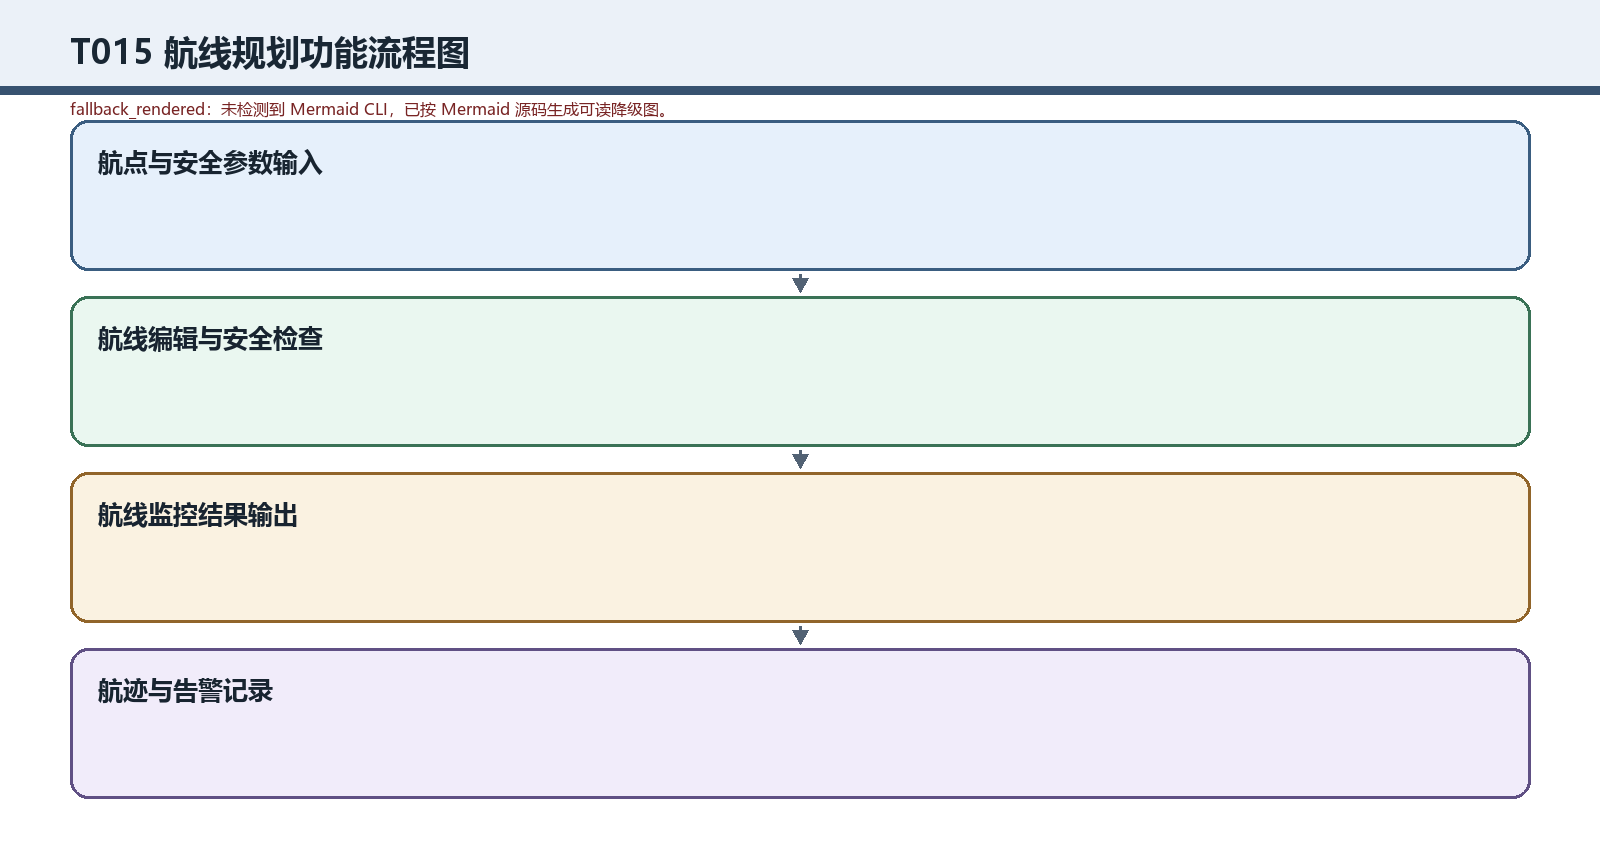 T015 航线规划功能流程图
fallback_rendered：未检测到 Mermaid CLI，已按 Mermaid 源码生成可读降级图。
航点与安全参数输入
航线编辑与安全检查
航线监控结果输出
航迹与告警记录